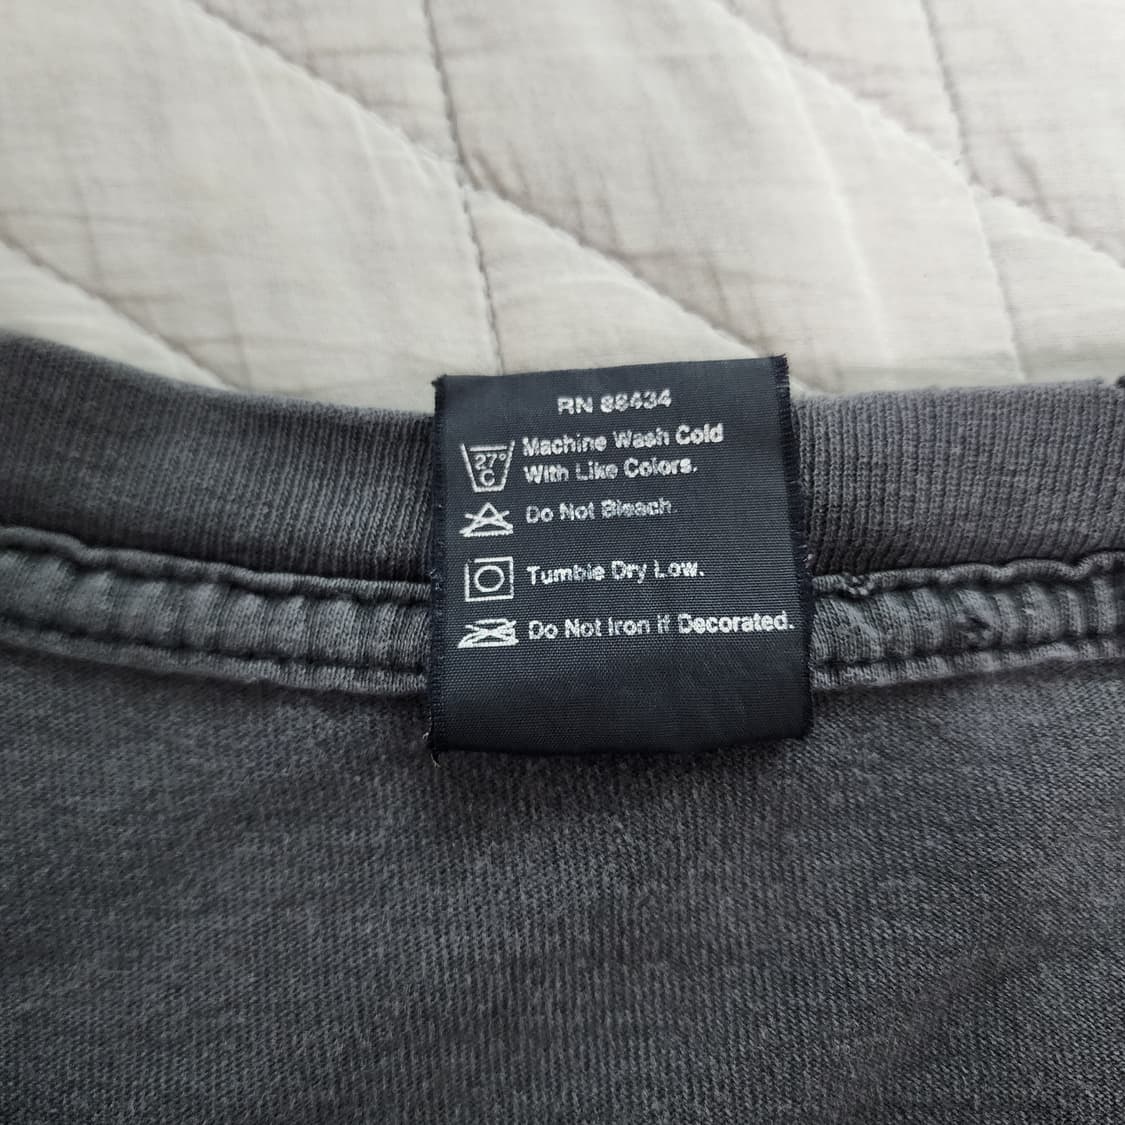 RN 88434
27°
C
Machine Wash Cold
With Like Colors.
Do Not Bleach.
Tumble Dry Low.
Do Not Iron if Decorated.